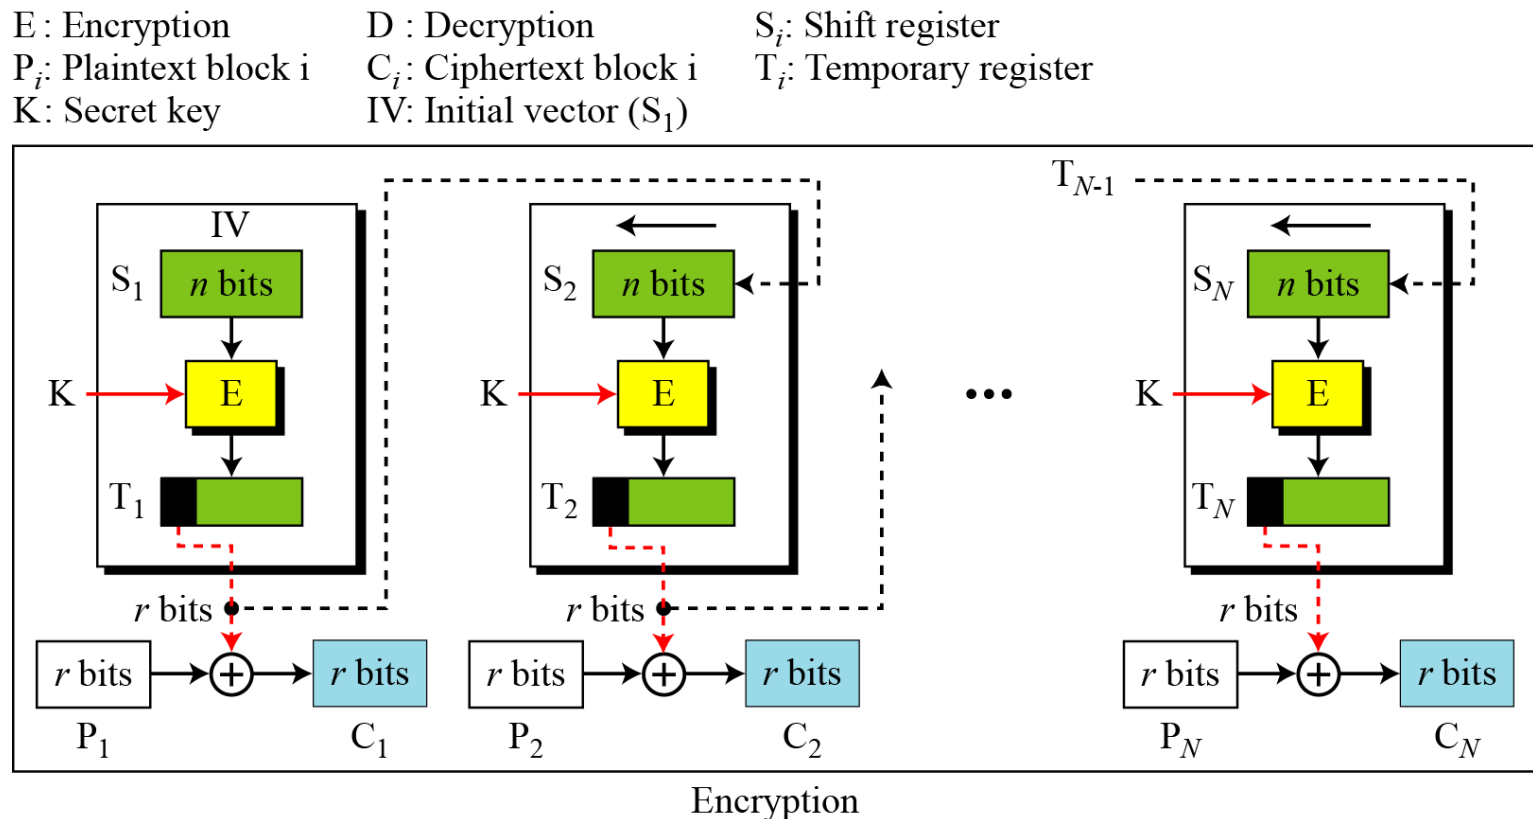 E : Encryption D : Decryption Sᵢ: Shift register
Pᵢ: Plaintext block i Cᵢ: Ciphertext block i Tᵢ: Temporary register
K : Secret key IV: Initial vector (S₁)
T_{N-1}
IV
S₁ n bits S₂ n bits S_N n bits
K E K E ••• K E
T₁ T₂ T_N
r bits r bits r bits
r bits + r bits r bits + r bits r bits + r bits
P₁ C₁ P₂ C₂ P_N C_N
Encryption